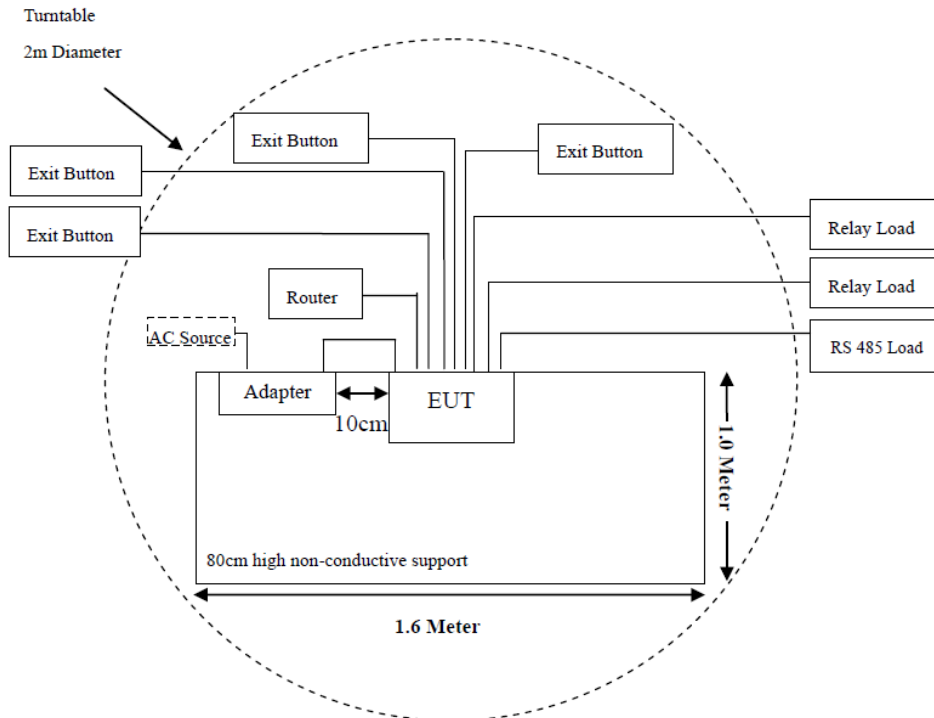 Turntable
2m Diameter
Exit Button
Exit Button
Exit Button
Exit Button
Relay Load
Router
Relay Load
AC Source
RS 485 Load
Adapter
EUT
10cm
1.0 Meter
80cm high non-conductive support
1.6 Meter